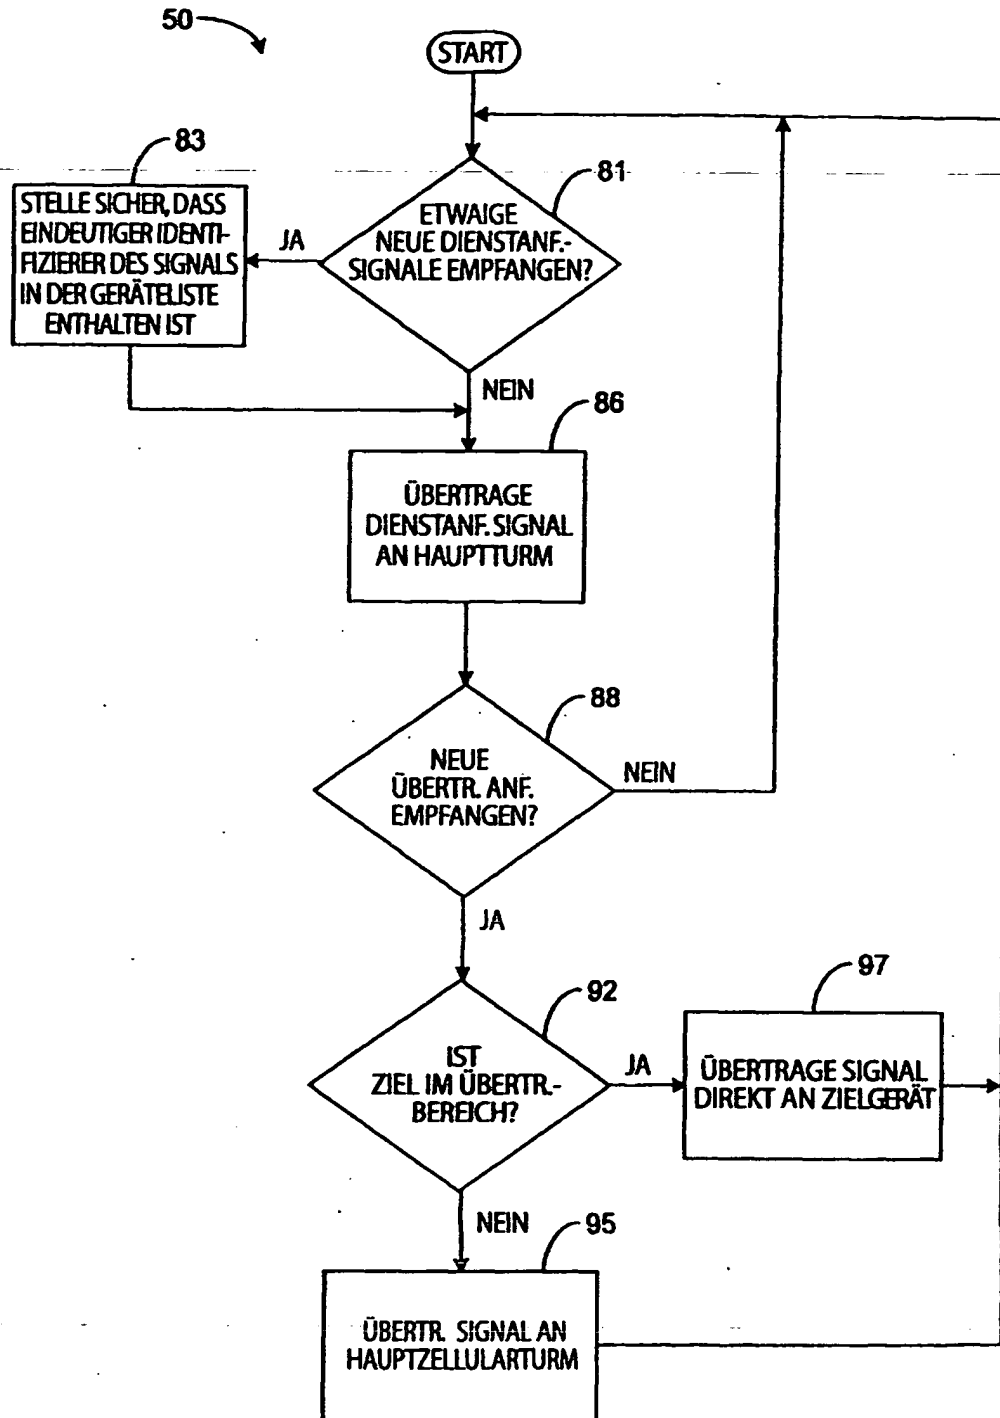 50
START
83
81
STELLE SICHER, DASS
EINDEUTIGER IDENTI-
FIZIERER DES SIGNALS
IN DER GERÄTELISTE
ENTHALTEN IST
JA
ETWAIGE
NEUE DIENSTANF.-
SIGNALE EMPFANGEN?
NEIN
86
ÜBERTRAGE
DIENSTANF. SIGNAL
AN HAUPTTURM
88
NEUE
ÜBERTR. ANF.
EMPFANGEN?
NEIN
JA
92
97
IST
ZIEL IM ÜBERTR.-
BEREICH?
JA
ÜBERTRAGE SIGNAL
DIREKT AN ZIELGERÄT
NEIN
95
ÜBERTR. SIGNAL AN
HAUPTZELLULARTURM